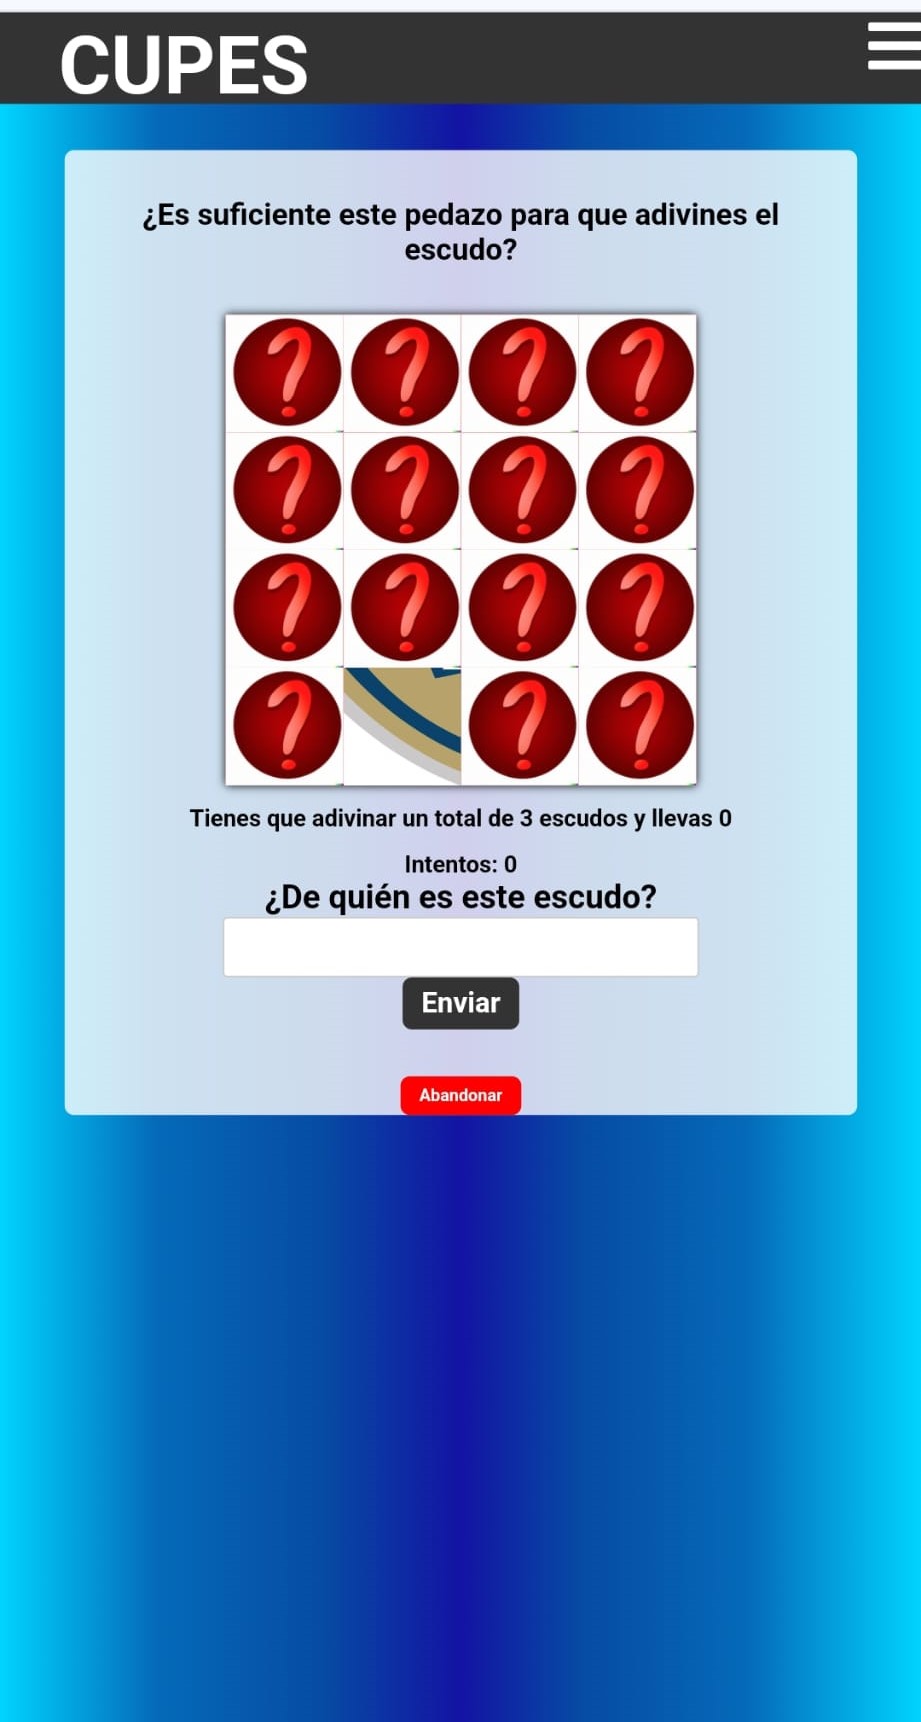 CUPES
¿Es suficiente este pedazo para que adivines el
escudo?
? ? ? ?
? ? ? ?
? ? ? ?
? ? ?
Tienes que adivinar un total de 3 escudos y llevas 0
Intentos: 0
¿De quién es este escudo?
Enviar
Abandonar